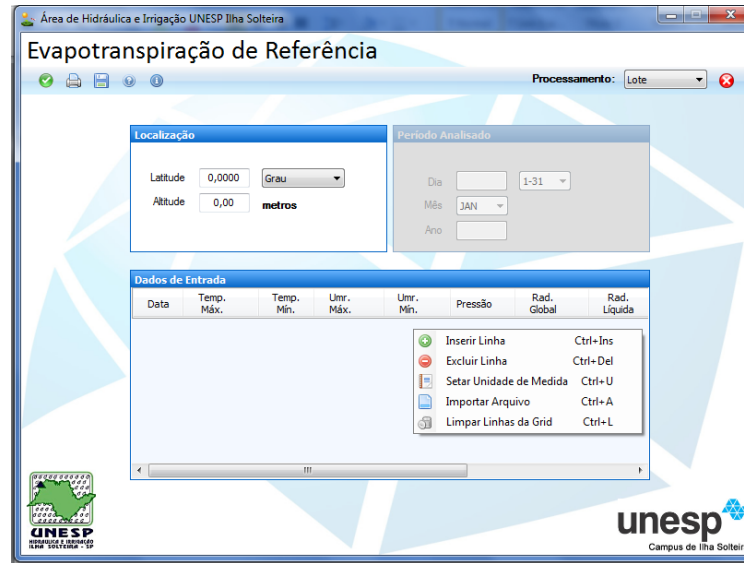 Área de Hidráulica e Irrigação UNESP Ilha Solteira
Evapotranspiração de Referência
Processamento: Lote
Localização
Latitude 0,0000 Grau
Altitude 0,00 metros
Período Analisado
Dia 1-31
Mês JAN
Ano
Dados de Entrada
Data Temp. Máx. Temp. Mín. Umr. Máx. Umr. Mín. Pressão Rad. Global Rad. Líquida
Inserir Linha Ctrl+Ins
Excluir Linha Ctrl+Del
Setar Unidade de Medida Ctrl+U
Importar Arquivo Ctrl+A
Limpar Linhas da Grid Ctrl+L
UNESP
HIDRÁULICA E IRRIGAÇÃO
ILHA SOLTEIRA - SP
unesp
Campus de Ilha Solteir